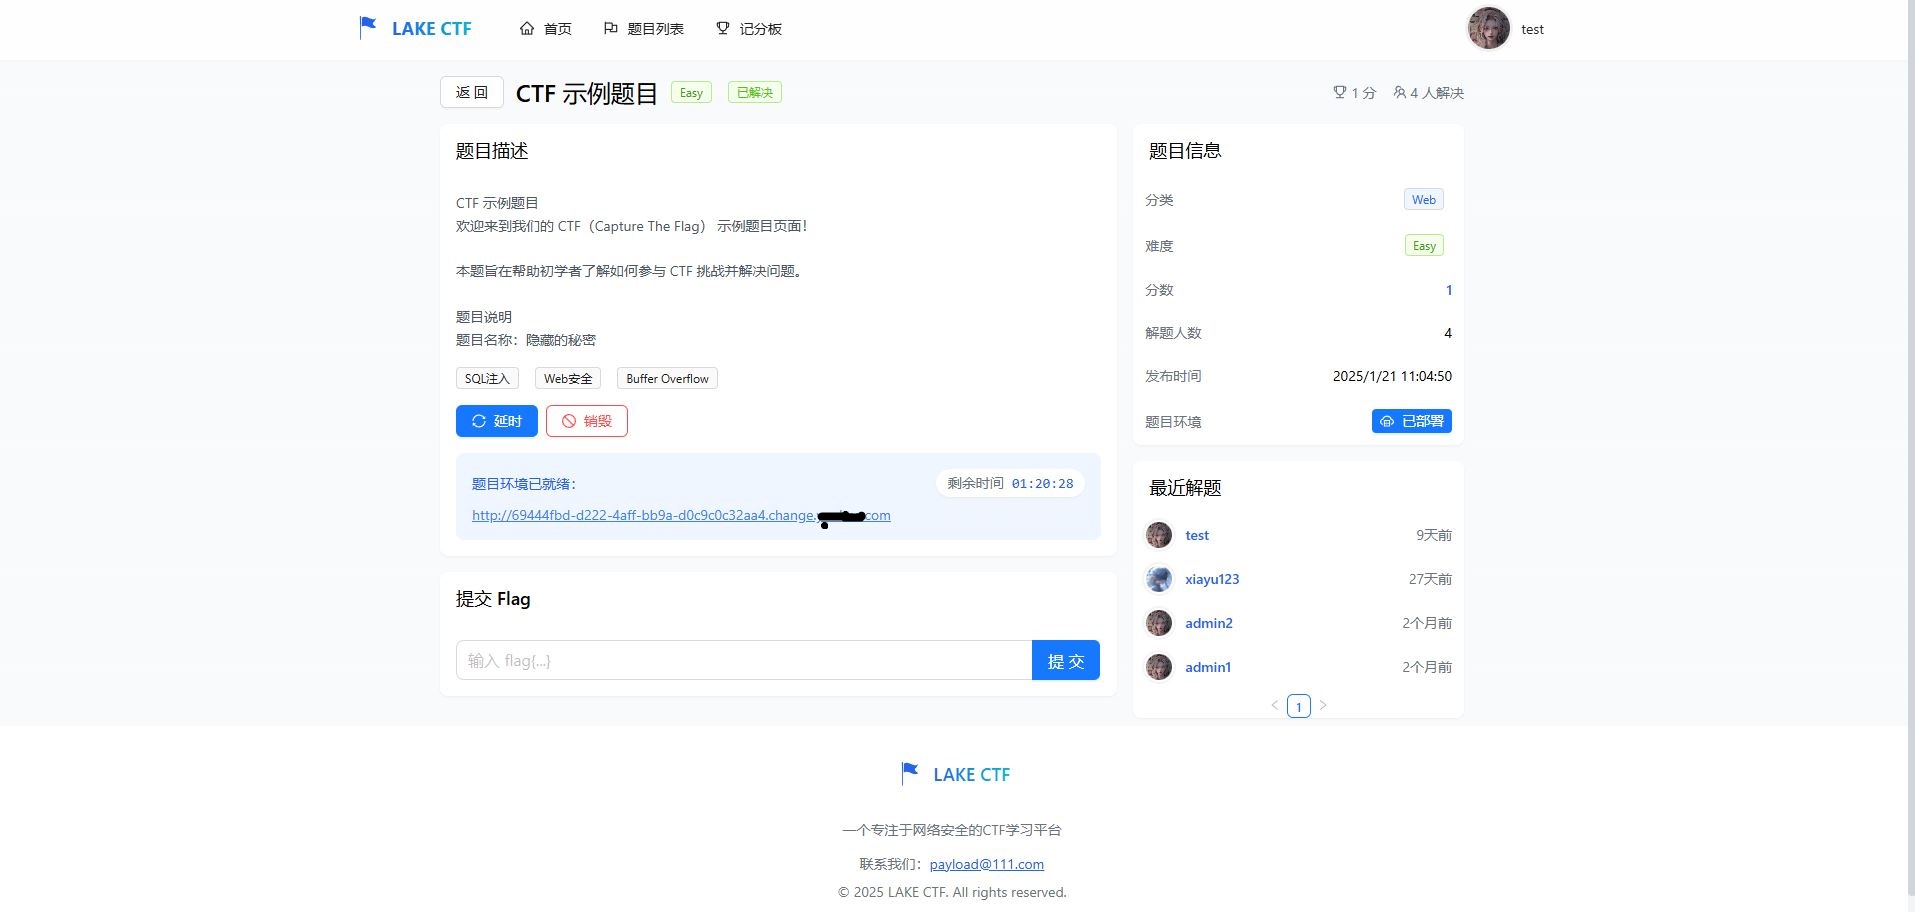 LAKE CTF
首页
题目列表
记分板
test
返 回
CTF 示例题目
Easy
已解决
1 分
4 人解决
题目描述
CTF 示例题目
欢迎来到我们的 CTF（Capture The Flag） 示例题目页面！
本题旨在帮助初学者了解如何参与 CTF 挑战并解决问题。
题目说明
题目名称：隐藏的秘密
SQL注入
Web安全
Buffer Overflow
延时
销毁
题目环境已就绪：
剩余时间 01:20:28
http://69444fbd-d222-4aff-bb9a-d0c9c0c32aa4.change. com
提交 Flag
输入 flag{...}
提 交
题目信息
分类
Web
难度
Easy
分数
1
解题人数
4
发布时间
2025/1/21 11:04:50
题目环境
已部署
最近解题
test
9天前
xiayu123
27天前
admin2
2个月前
admin1
2个月前
1
LAKE CTF
一个专注于网络安全的CTF学习平台
联系我们：payload@111.com
© 2025 LAKE CTF. All rights reserved.